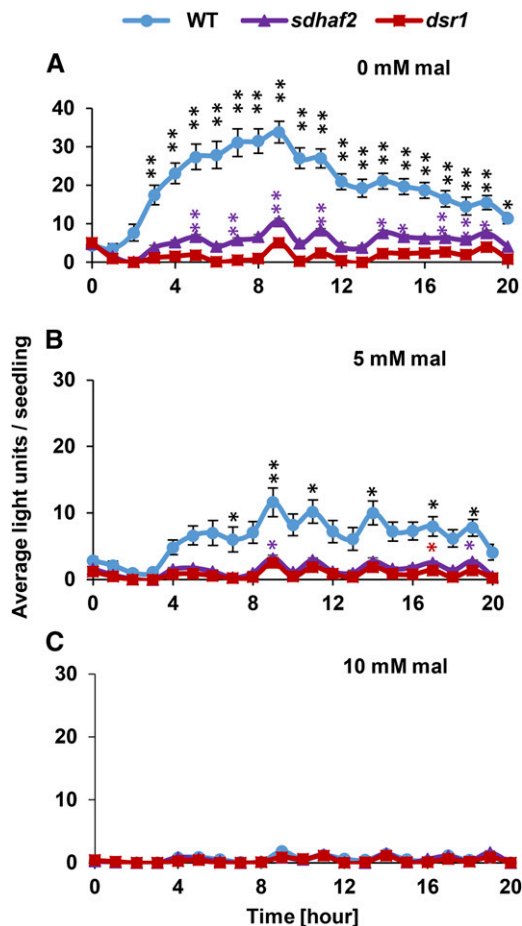 WT sdhaf2 dsr1
A 0 mM mal
40
30
20
10
0
** ** ** ** ** ** ** ** ** ** ** ** ** ** ** ** ** *
** ** ** ** * * ** ** **
0 4 8 12 16 20
B 5 mM mal
30
20
10
0
* ** * * * *
* * *
0 4 8 12 16 20
C 10 mM mal
30
20
10
0
0 4 8 12 16 20
Average light units / seedling
Time [hour]